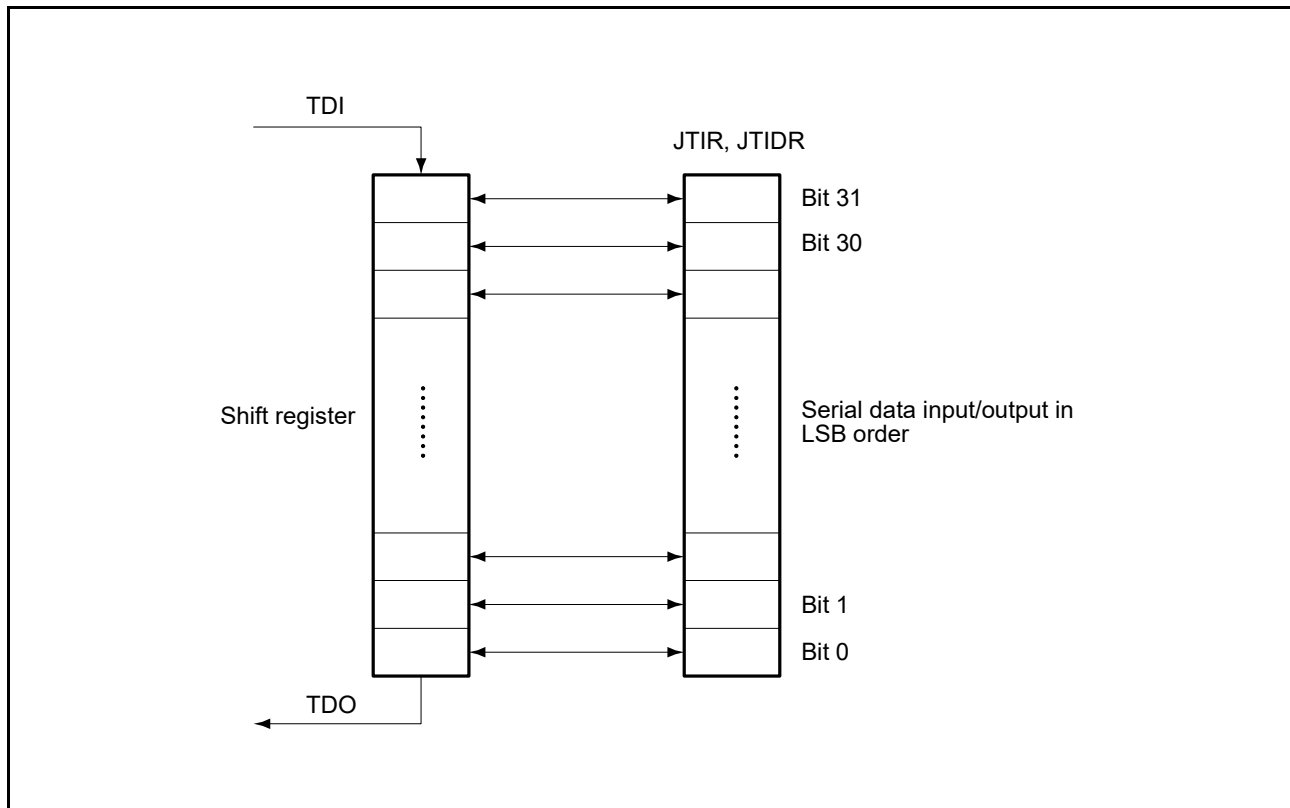 TDI
JTIR, JTIDR
Bit 31
Bit 30
Shift register
Serial data input/output in
LSB order
Bit 1
Bit 0
TDO